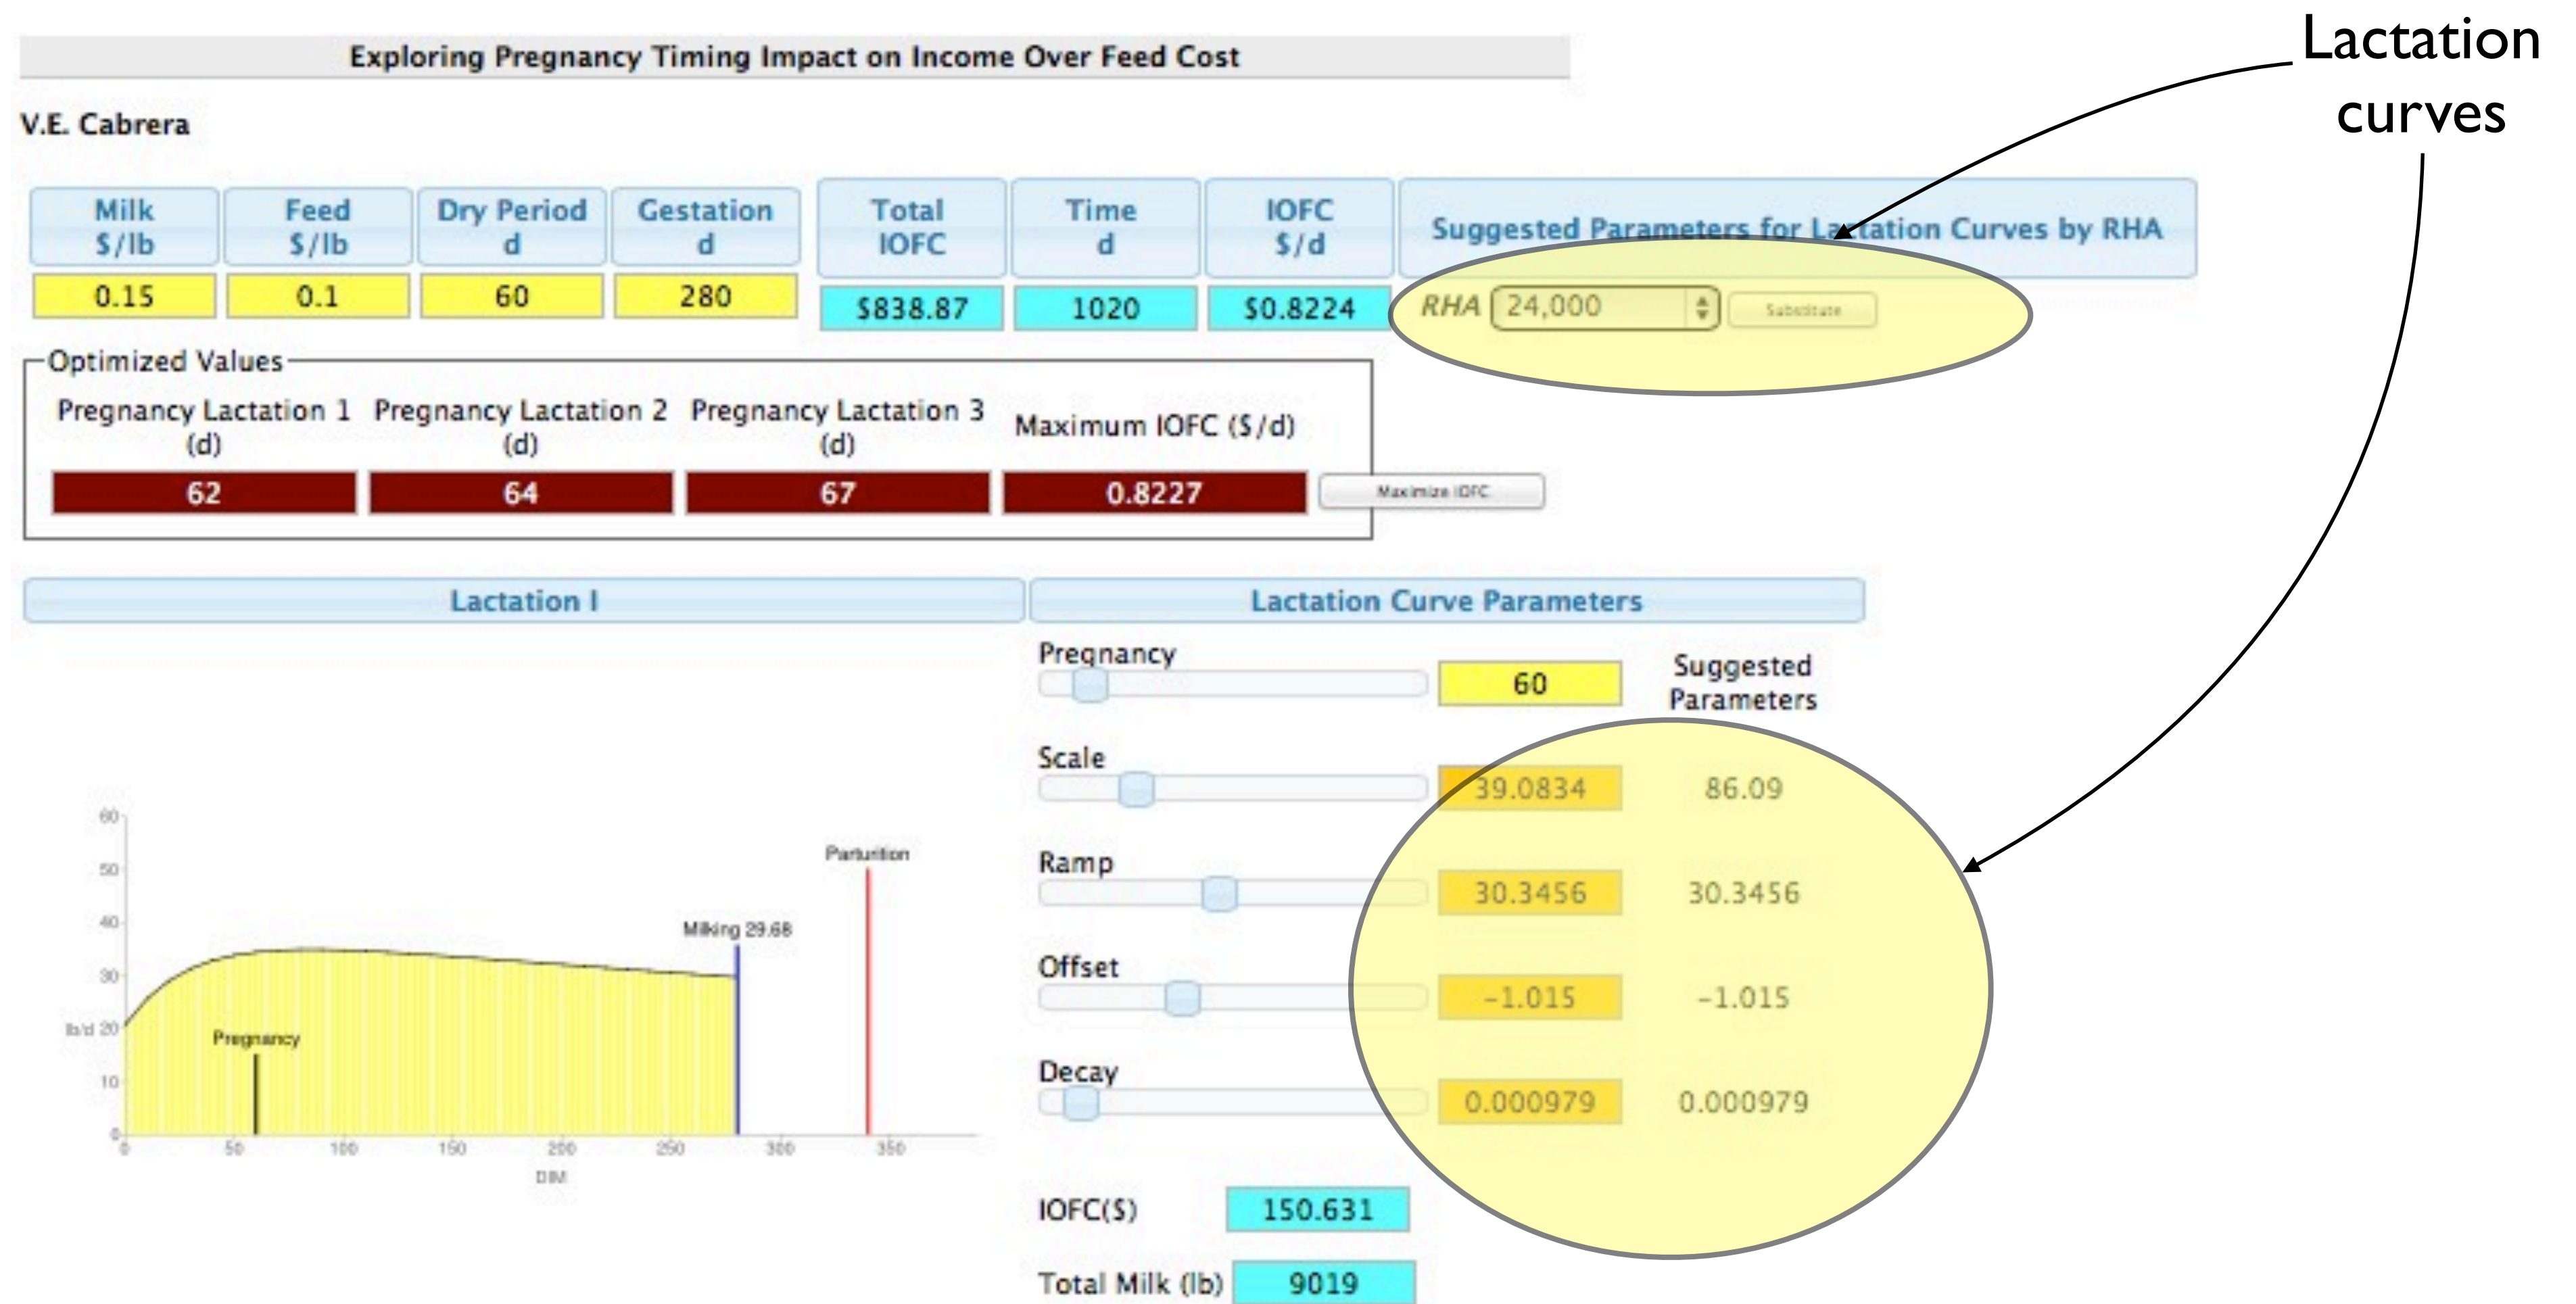 Lactation
curves
Exploring Pregnancy Timing Impact on Income Over Feed Cost
V.E. Cabrera
Milk
$/lb
Feed
$/lb
Dry Period
d
Gestation
d
Total
IOFC
Time
d
IOFC
$/d
Suggested Parameters for Lactation Curves by RHA
0.15
0.1
60
280
$838.87
1020
$0.8224
RHA 24,000 Substitute
Optimized Values
Pregnancy Lactation 1
(d)
Pregnancy Lactation 2
(d)
Pregnancy Lactation 3
(d)
Maximum IOFC ($/d)
62
64
67
0.8227
Maximize IOFC
Lactation I
Lactation Curve Parameters
Pregnancy
60
Suggested
Parameters
Scale
39.0834
86.09
Ramp
30.3456
30.3456
Offset
-1.015
-1.015
Decay
0.000979
0.000979
IOFC($)
150.631
Total Milk (lb)
9019
60
50
40
30
lb/d 20
10
0
Pregnancy
Milking 29.68
Parturition
0 50 100 150 200 250 300 350
DIM